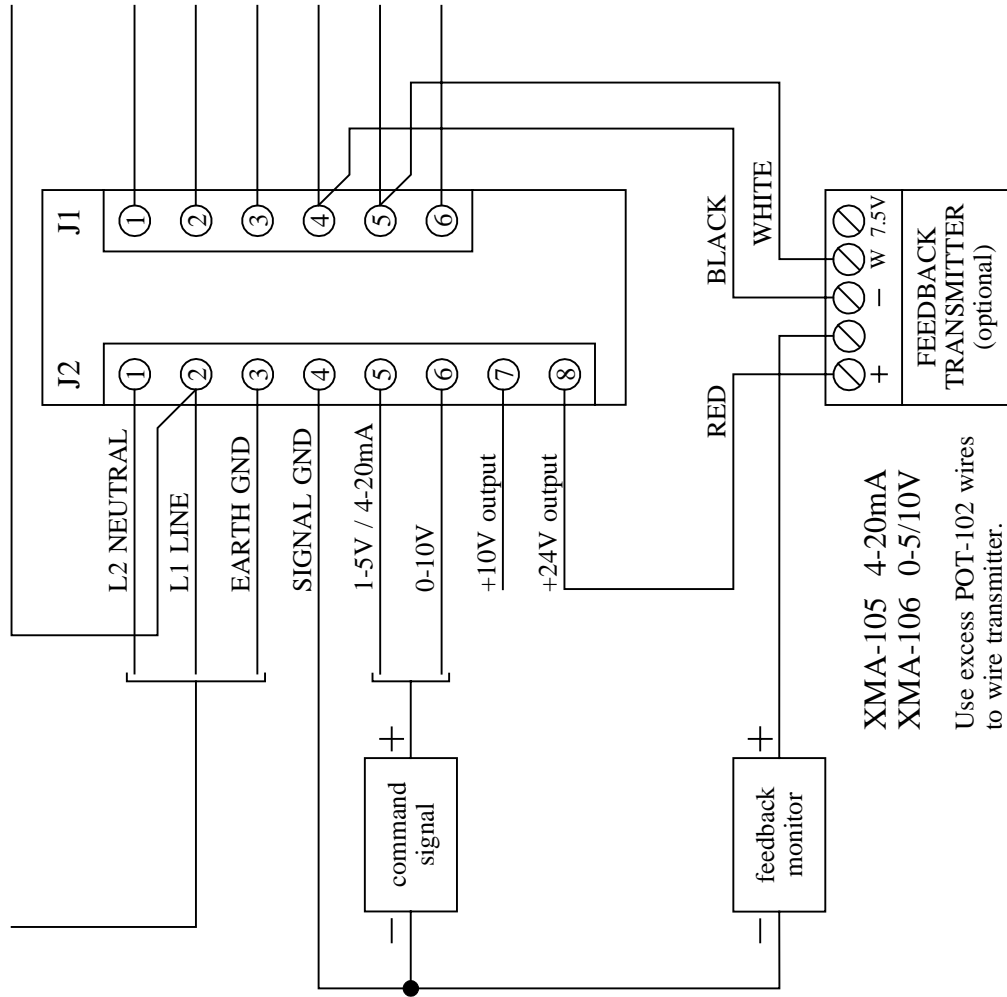 J1
1
2
3
4
5
6
J2
1
2
3
4
5
6
7
8
L2 NEUTRAL
L1 LINE
EARTH GND
SIGNAL GND
1-5V / 4-20mA
0-10V
+10V output
+24V output
BLACK
WHITE
RED
+
−
W
7.5V
FEEDBACK
TRANSMITTER
(optional)
+
command
signal
−
+
feedback
monitor
−
XMA-105 4-20mA
XMA-106 0-5/10V
Use excess POT-102 wires
to wire transmitter.